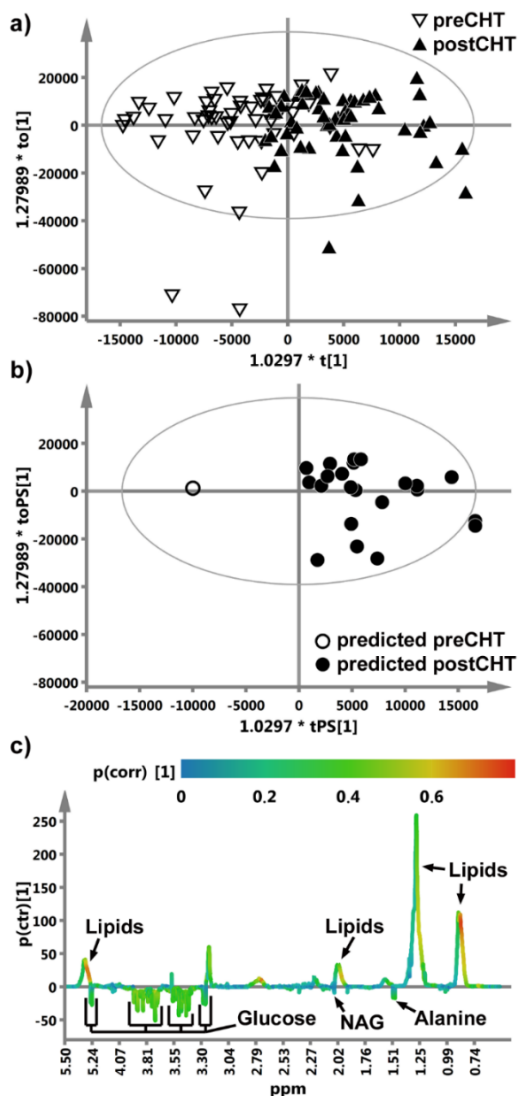 a)
▽ preCHT
▲ postCHT
1.27989 * to[1]
20000
0
-20000
-40000
-60000
-80000
-15000 -10000 -5000 0 5000 10000 15000
1.0297 * t[1]
b)
1.27989 * toPS[1]
20000
0
-20000
-40000
-60000
-80000
○ predicted preCHT
● predicted postCHT
-20000 -15000 -10000 -5000 0 5000 10000 15000
1.0297 * tPS[1]
c)
p(corr) [1]
0 0.2 0.4 0.6
p(ctr)[1]
250
200
150
100
50
0
-50
Lipids
Lipids
Lipids
Glucose
NAG
Alanine
5.50 5.24 4.07 3.81 3.55 3.30 3.04 2.79 2.53 2.27 2.02 1.76 1.51 1.25 0.99 0.74
ppm